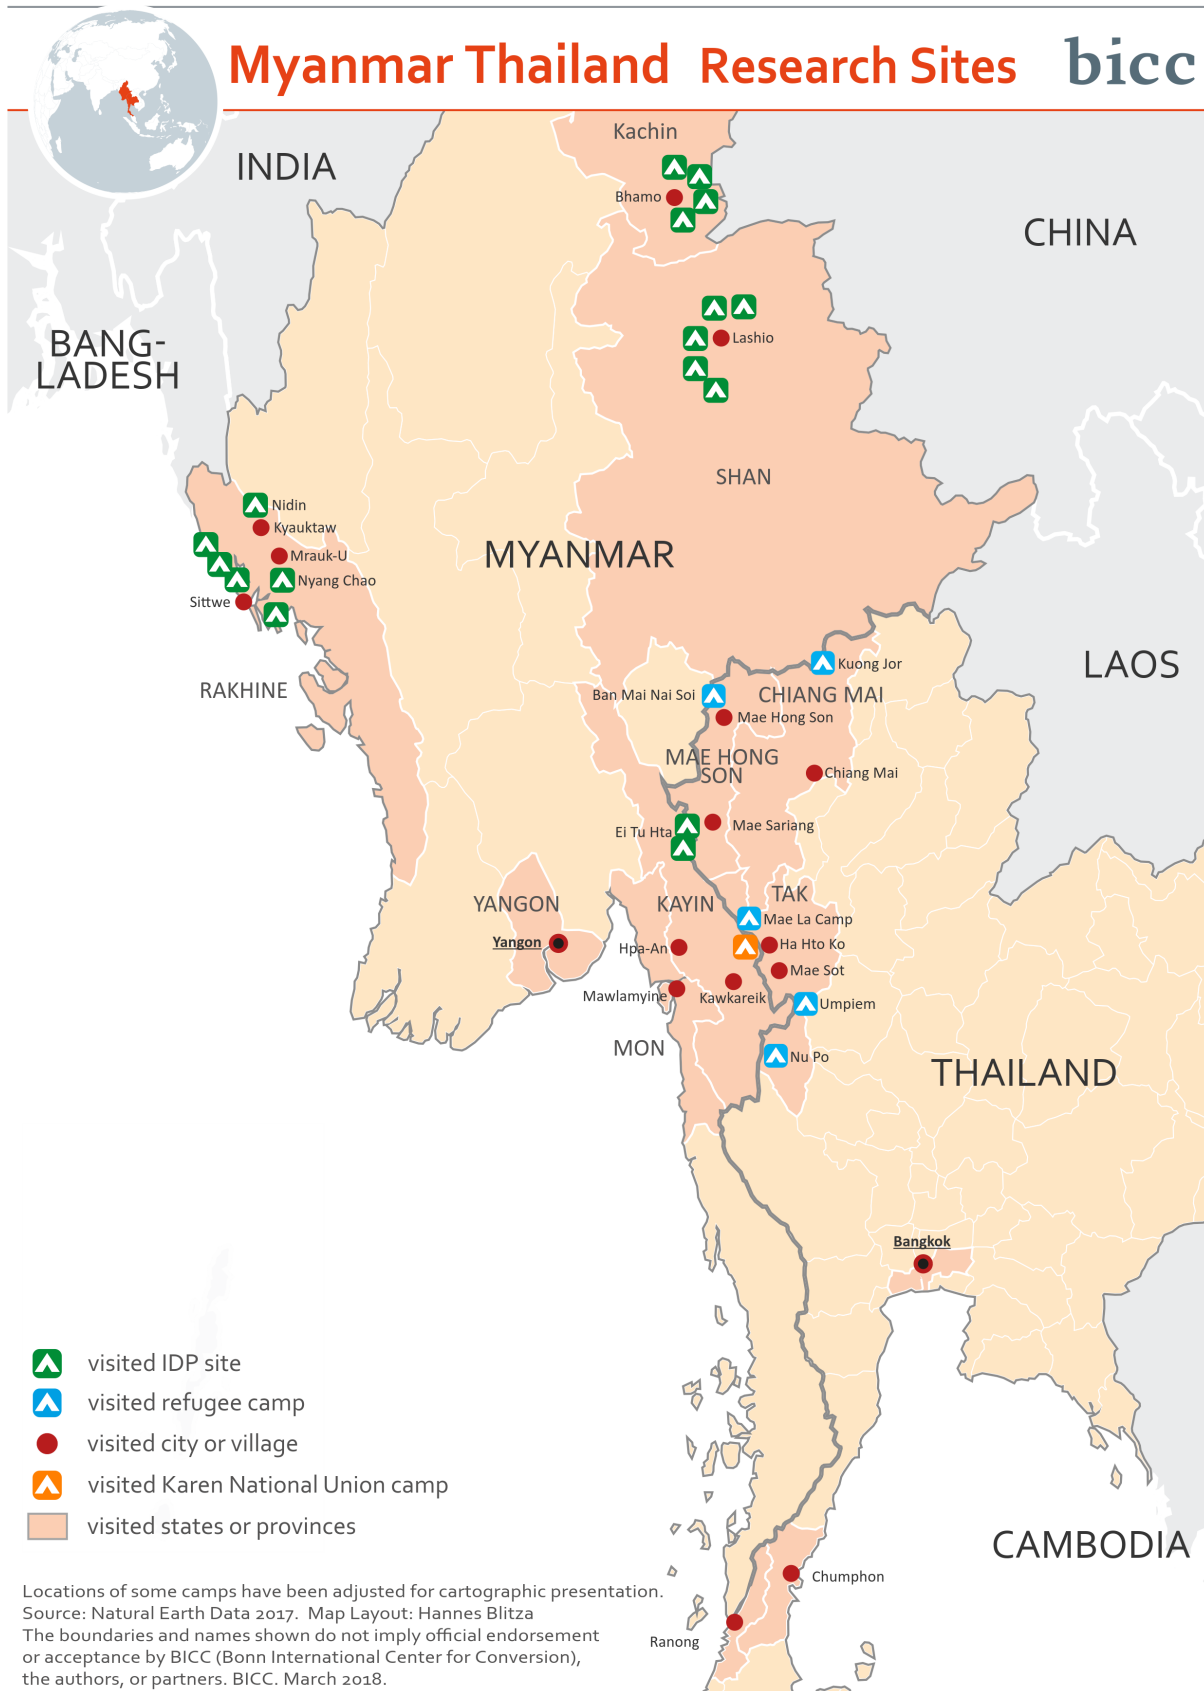 Myanmar Thailand Research Sites
bicc
Kachin
INDIA
Bhamo
CHINA
BANG-
LADESH
Lashio
SHAN
Nidin
Kyauktaw
MYANMAR
Mrauk-U
Nyang Chao
Sittwe
Kuong Jor
LAOS
RAKHINE
Ban Mai Nai Soi
CHIANG MAI
Mae Hong Son
MAE HONG
SON
Chiang Mai
Ei Tu Hta
Mae Sariang
YANGON
KAYIN
TAK
Mae La Camp
Yangon
Hpa-An
Ha Hto Ko
Mae Sot
Mawlamyine
Kawkareik
Umpiem
MON
Nu Po
THAILAND
Bangkok
visited IDP site
visited refugee camp
visited city or village
visited Karen National Union camp
visited states or provinces
CAMBODIA
Chumphon
Ranong
Locations of some camps have been adjusted for cartographic presentation.
Source: Natural Earth Data 2017. Map Layout: Hannes Blitza
The boundaries and names shown do not imply official endorsement
or acceptance by BICC (Bonn International Center for Conversion),
the authors, or partners. BICC. March 2018.